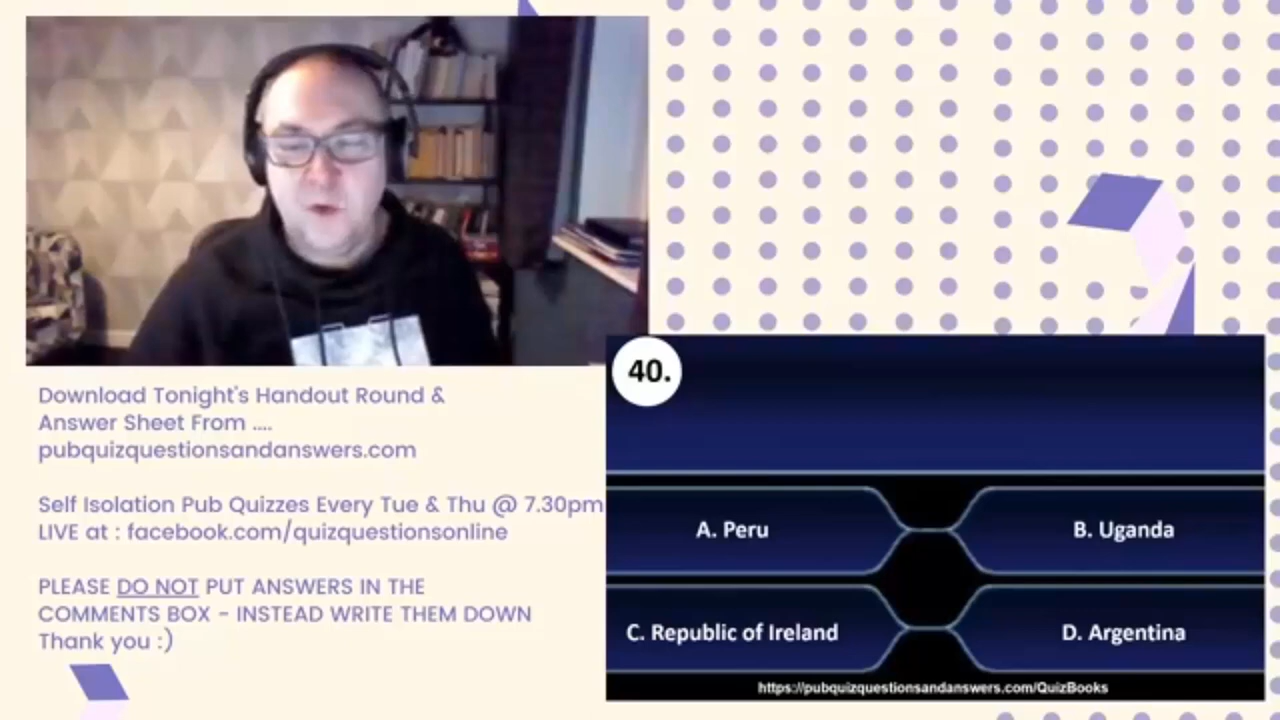 Download Tonight's Handout Round &
Answer Sheet From ....
pubquizquestionsandanswers.com
Self Isolation Pub Quizzes Every Tue & Thu @ 7.30pm
LIVE at : facebook.com/quizquestionsonline
PLEASE DO NOT PUT ANSWERS IN THE
COMMENTS BOX - INSTEAD WRITE THEM DOWN
Thank you :)
40.
A. Peru
B. Uganda
C. Republic of Ireland
D. Argentina
https://pubquizquestionsandanswers.com/QuizBooks